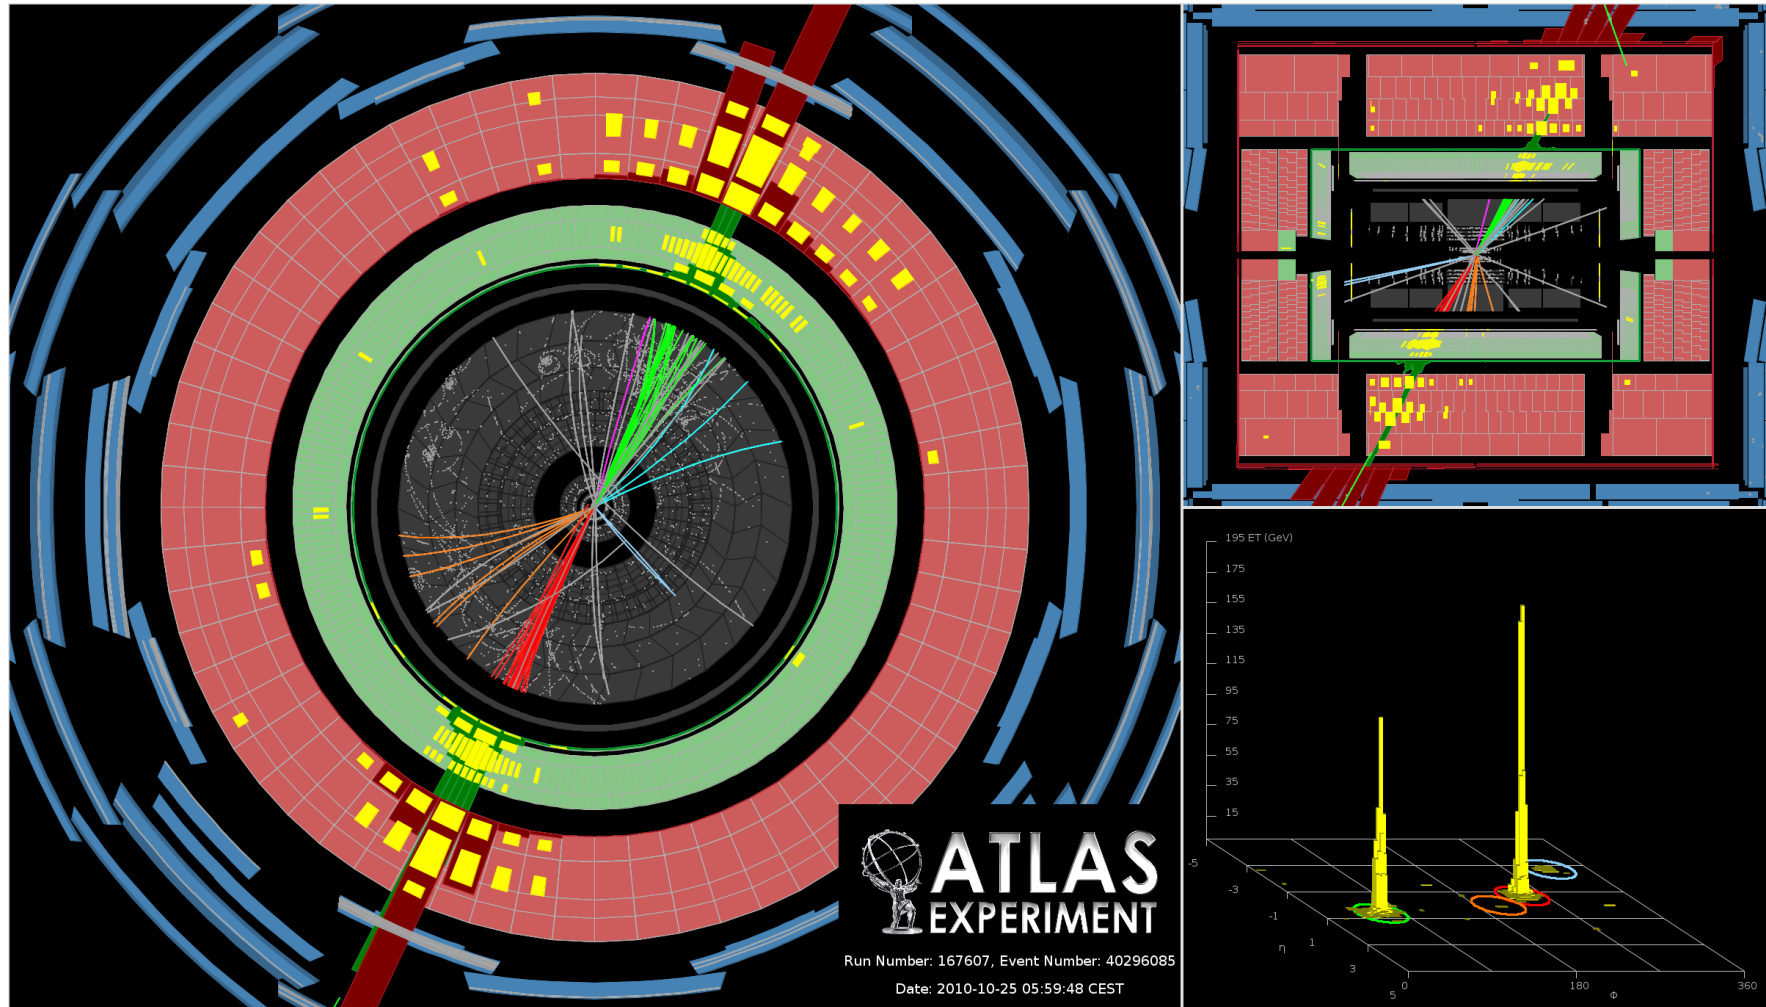 195 ET (GeV)
175
155
135
115
95
75
55
35
15
-5
-3
-1
1
3
5
η
0
180
360
Φ
ATLAS
EXPERIMENT
Run Number: 167607, Event Number: 40296085
Date: 2010-10-25 05:59:48 CEST